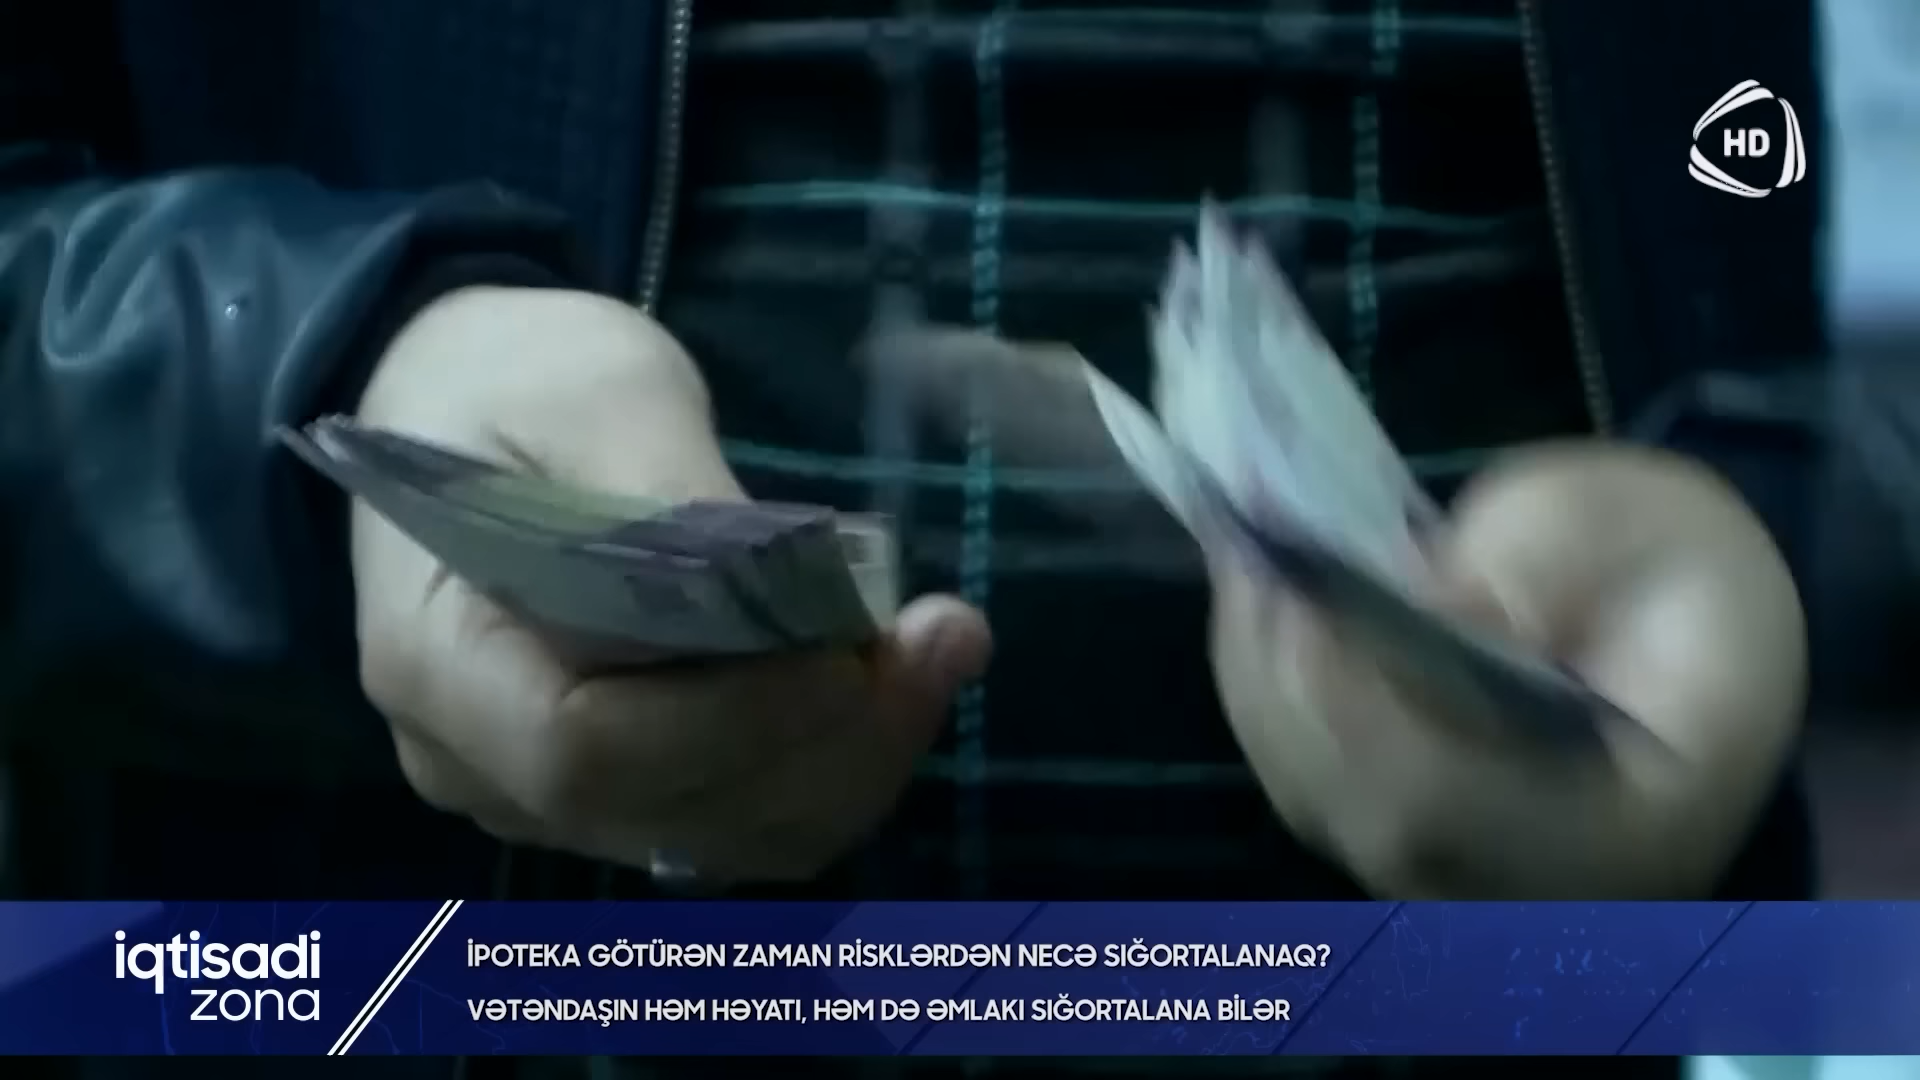 HD
iqtisadi
zona
İPOTEKA GÖTÜRƏN ZAMAN RİSKLƏRDƏN NECƏ SIĞORTALANAQ?
VƏTƏNDAŞIN HƏM HƏYATI, HƏM DƏ ƏMLAKI SIĞORTALANA BİLƏR